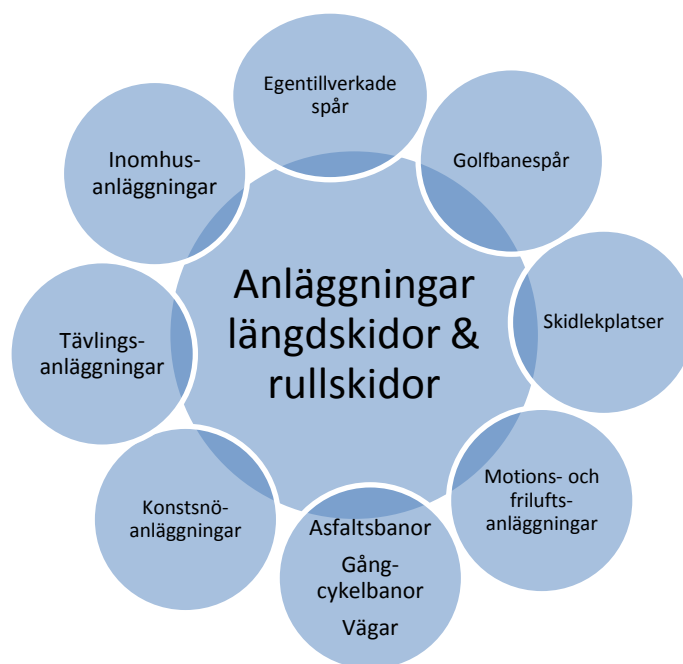 Egentillverkade
spår
Golfbanespår
Skidlekplatser
Motions- och
frilufts-
anläggningar
Asfaltsbanor
Gång-
cykelbanor
Vägar
Konstsnö-
anläggningar
Tävlings-
anläggningar
Inomhus-
anläggningar
Anläggningar
längdskidor &
rullskidor